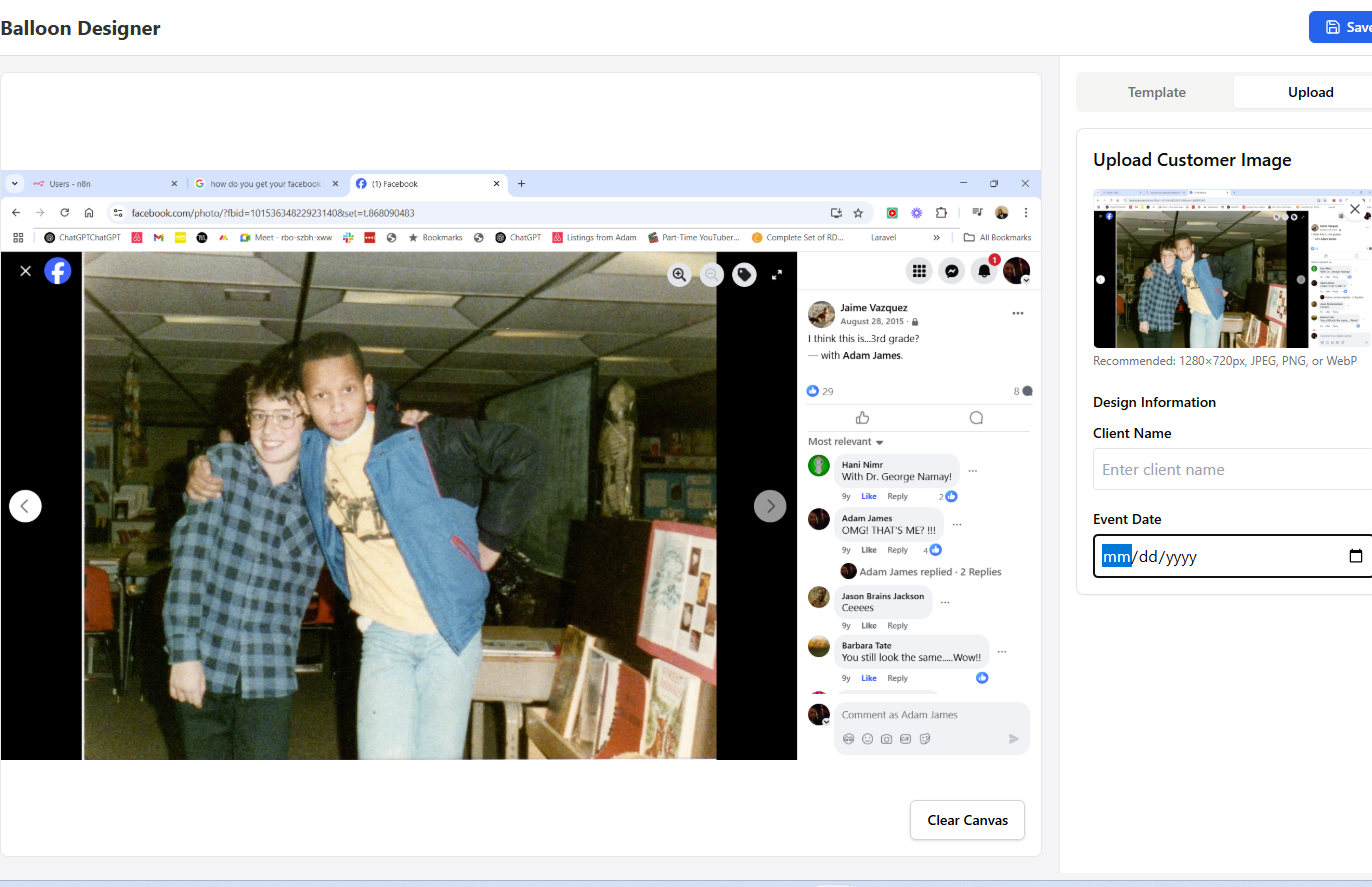 Balloon Designer
Save
Users - n8n
how do you get your facebook
(1) Facebook
facebook.com/photo/?fbid=10153634822923140&set=t.868090483
ChatGPTChatGPT
Meet - rbo-szbh-xww
Bookmarks
ChatGPT
Listings from Adam
Part-Time YouTuber...
Complete Set of RD...
Laravel
All Bookmarks
1
Jaime Vazquez
August 28, 2015
I think this is...3rd grade?
— with Adam James.
29
8
Most relevant
Hani Nimr
With Dr. George Namay!
9y Like Reply 2
Adam James
OMG! THAT'S ME? !!!
9y Like Reply 4
Adam James replied · 2 Replies
Jason Brains Jackson
Ceeees
9y Like Reply
Barbara Tate
You still look the same.....Wow!!
9y Like Reply
Comment as Adam James
GIF
Clear Canvas
Template
Upload
Upload Customer Image
Recommended: 1280×720px, JPEG, PNG, or WebP
Design Information
Client Name
Enter client name
Event Date
mm/dd/yyyy